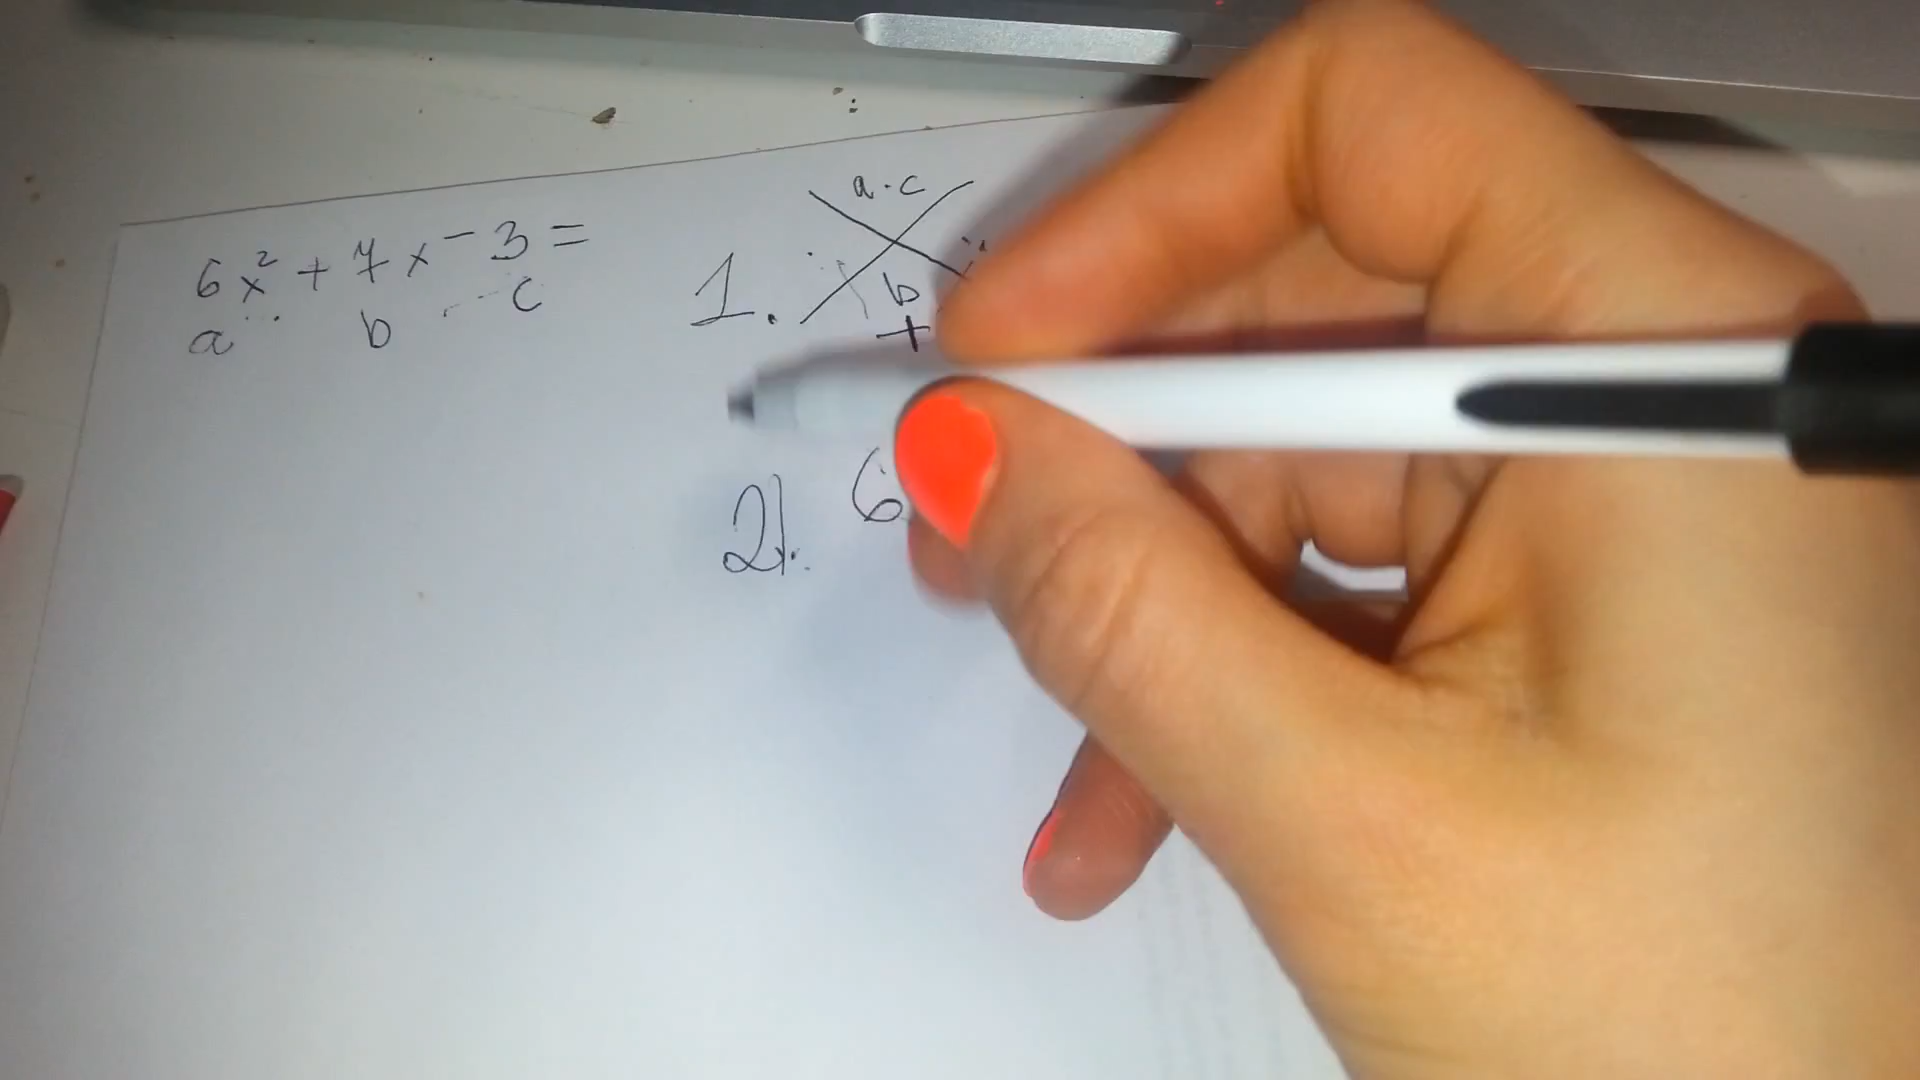 6x² + 7x - 3 =
a b c
1. a · c
b
+
2). 6